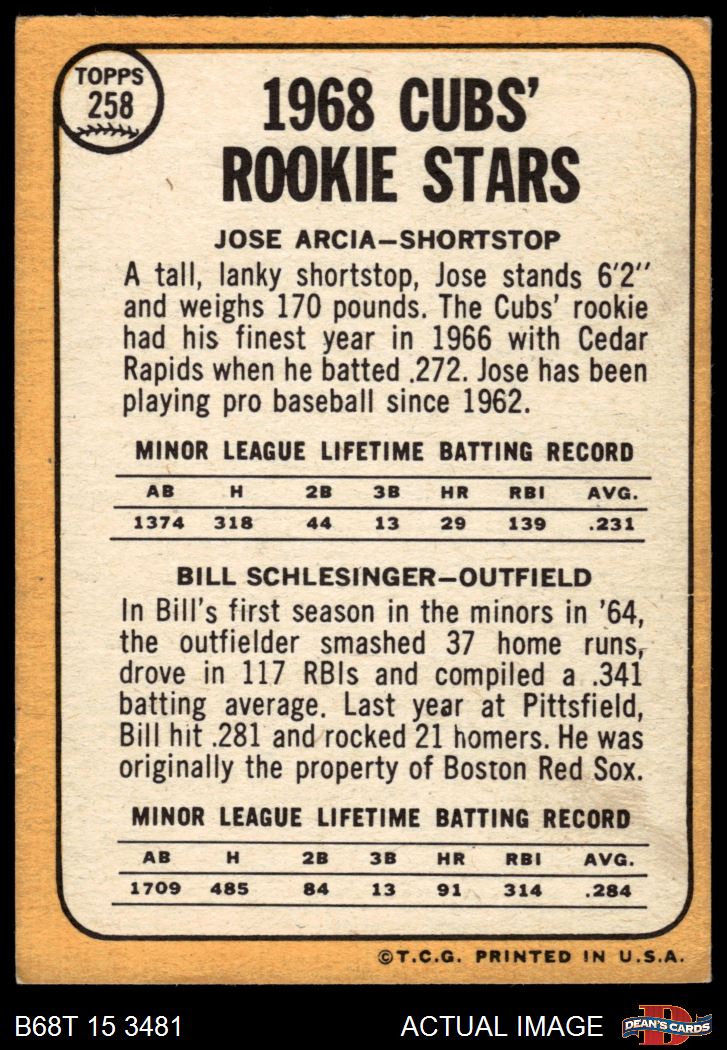 TOPPS
258
1968 CUBS'
ROOKIE STARS
JOSE ARCIA—SHORTSTOP
A tall, lanky shortstop, Jose stands 6'2"
and weighs 170 pounds. The Cubs' rookie
had his finest year in 1966 with Cedar
Rapids when he batted .272. Jose has been
playing pro baseball since 1962.
MINOR LEAGUE LIFETIME BATTING RECORD
AB H 2B 3B HR RBI AVG.
1374 318 44 13 29 139 .231
BILL SCHLESINGER—OUTFIELD
In Bill's first season in the minors in '64,
the outfielder smashed 37 home runs,
drove in 117 RBIs and compiled a .341
batting average. Last year at Pittsfield,
Bill hit .281 and rocked 21 homers. He was
originally the property of Boston Red Sox.
MINOR LEAGUE LIFETIME BATTING RECORD
AB H 2B 3B HR RBI AVG.
1709 485 84 13 91 314 .284
©T.C.G. PRINTED IN U.S.A.
B68T 15 3481 ACTUAL IMAGE D DEAN'S CARDS